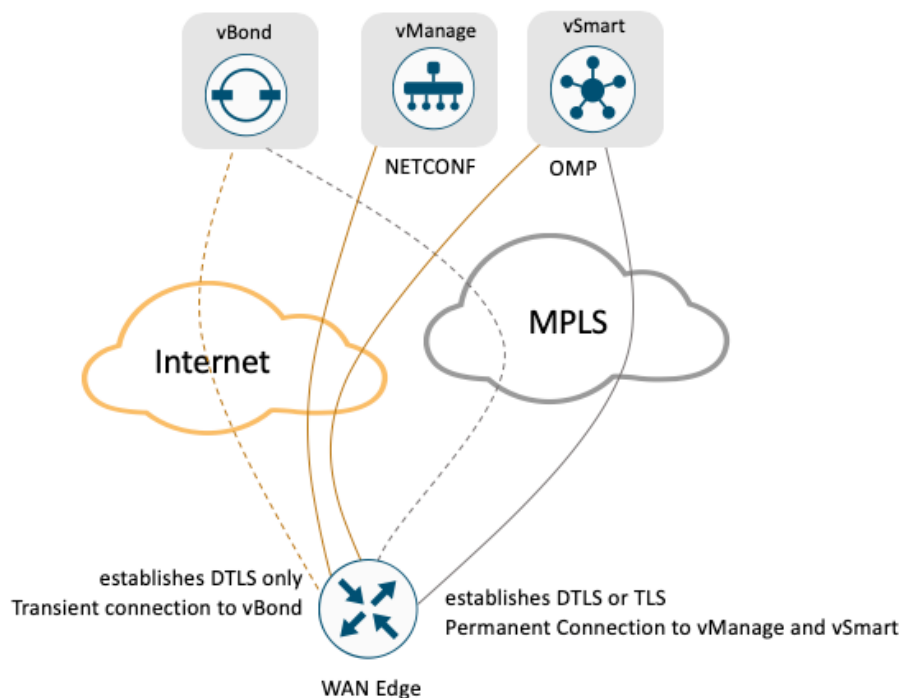 vBond
vManage
vSmart
NETCONF
OMP
Internet
MPLS
establishes DTLS only
Transient connection to vBond
establishes DTLS or TLS
Permanent Connection to vManage and vSmart
WAN Edge